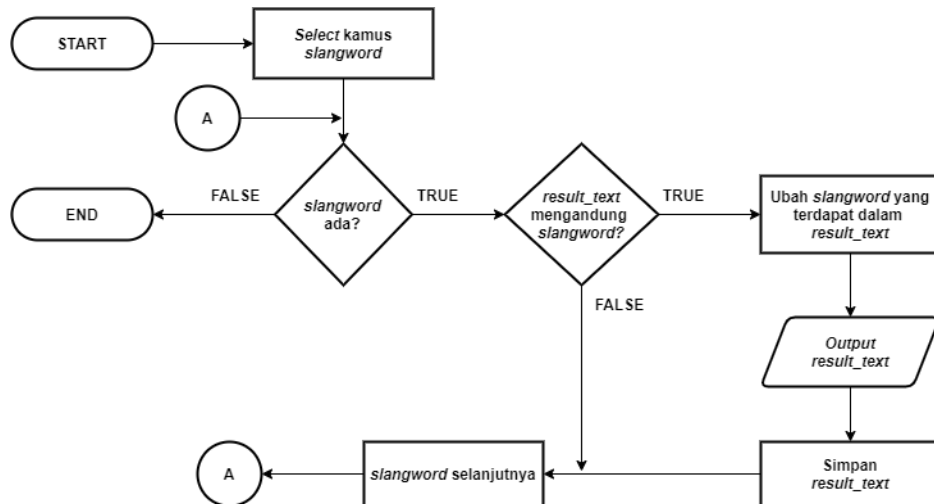 START
Select kamus
slangword
A
END
FALSE
slangword
ada?
TRUE
result_text
mengandung
slangword?
TRUE
Ubah slangword yang
terdapat dalam
result_text
FALSE
Output
result_text
A
slangword selanjutnya
Simpan
result_text